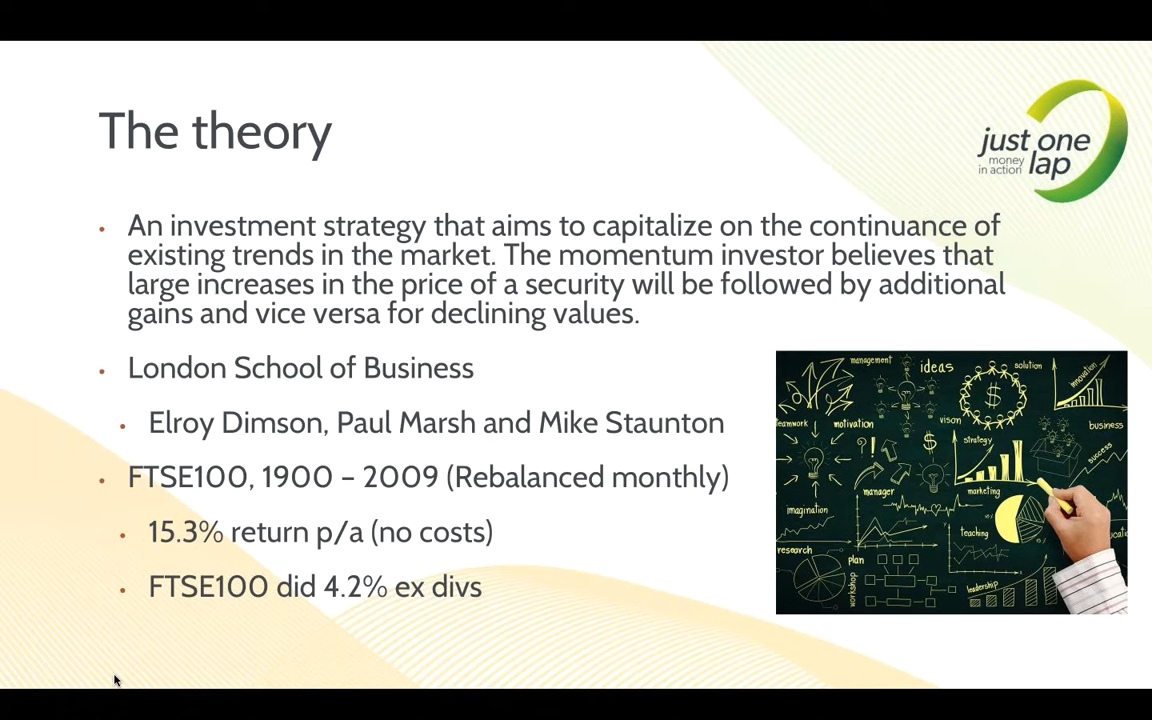 The theory
just one
money
in action lap
• An investment strategy that aims to capitalize on the continuance of
existing trends in the market. The momentum investor believes that
large increases in the price of a security will be followed by additional
gains and vice versa for declining values.
• London School of Business
• Elroy Dimson, Paul Marsh and Mike Staunton
• FTSE100, 1900 – 2009 (Rebalanced monthly)
• 15.3% return p/a (no costs)
• FTSE100 did 4.2% ex divs
management
ideas
solution
innovation
teamwork
motivation
?!
$
$
vision
business
strategy
success
manager
marketing
imagination
teaching
research
plan
workshop
leadership